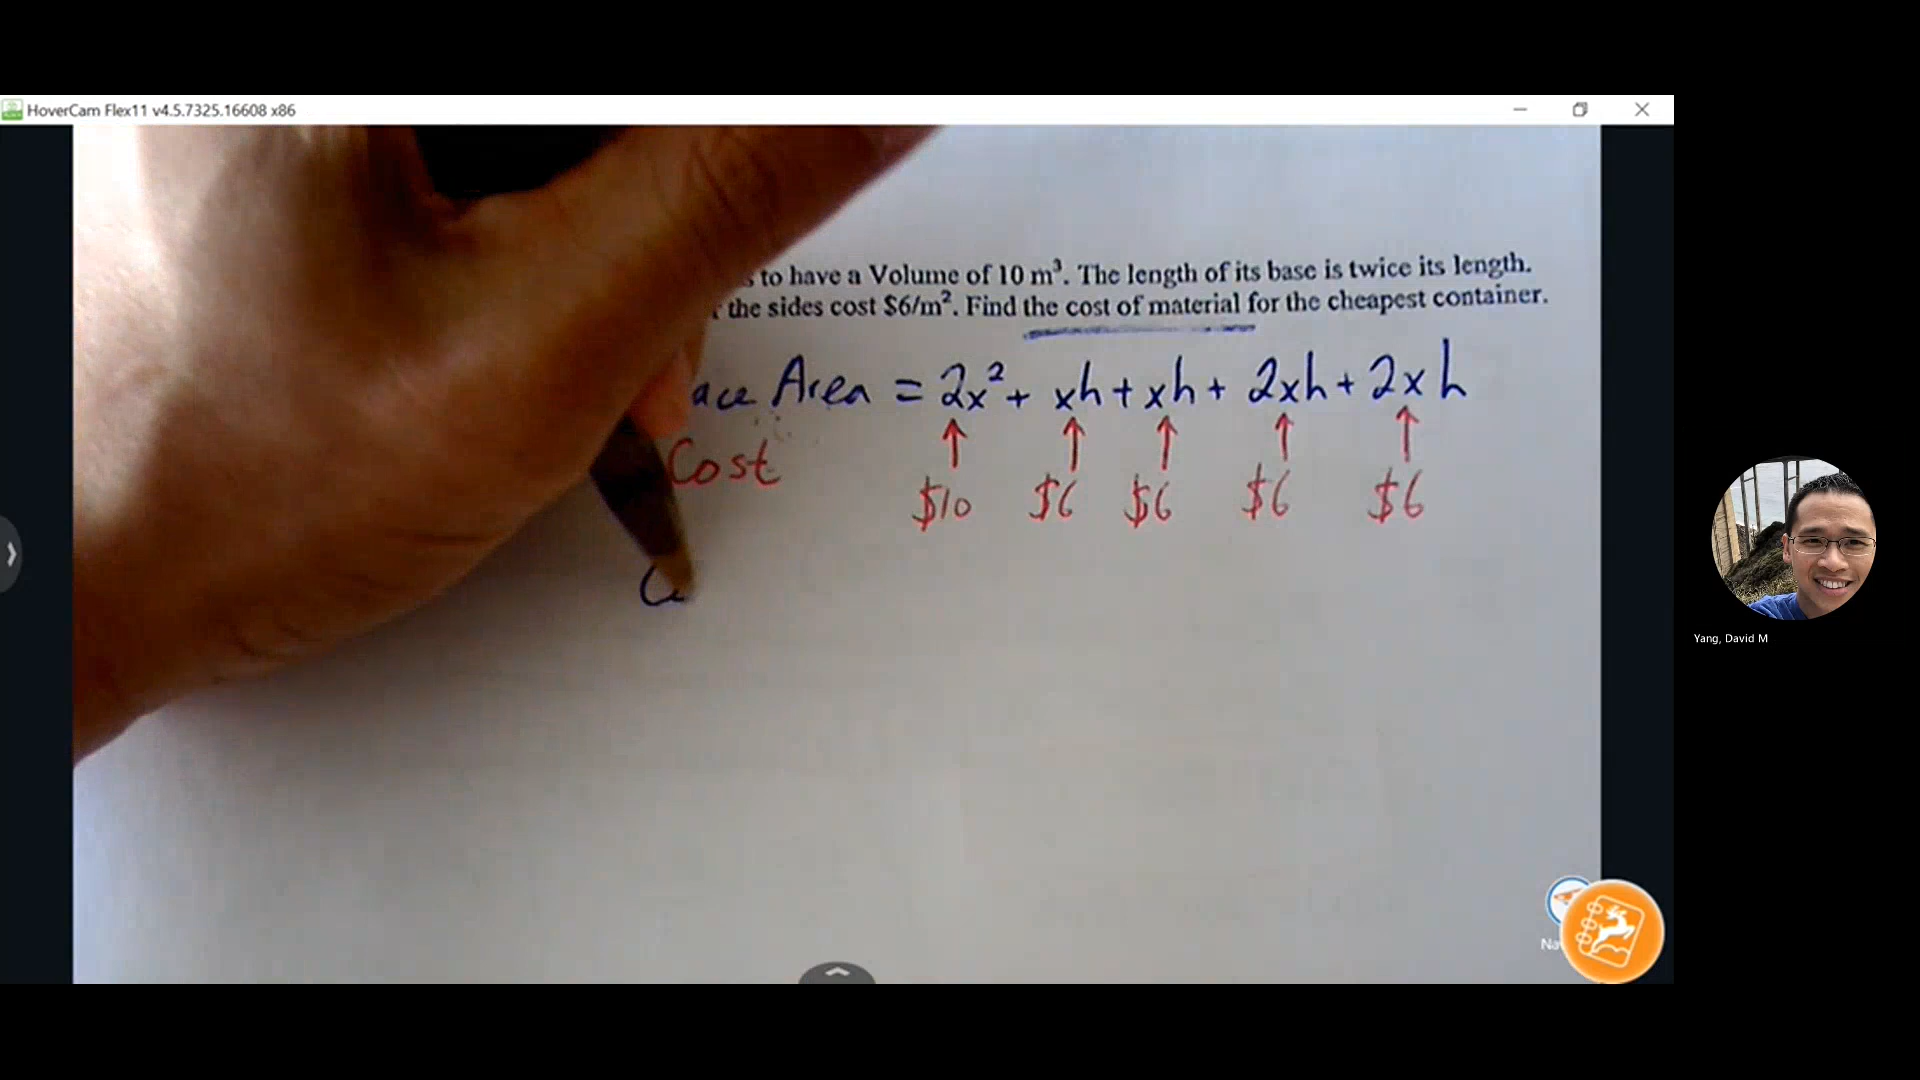 HoverCam Flex11 v4.5.7325.16608 x86
to have a Volume of 10 m³. The length of its base is twice its length.
the sides cost $6/m². Find the cost of material for the cheapest container.
Area = 2x² + xh + xh + 2xh + 2xh
Cost
$10 $6 $6 $6 $6
Yang, David M